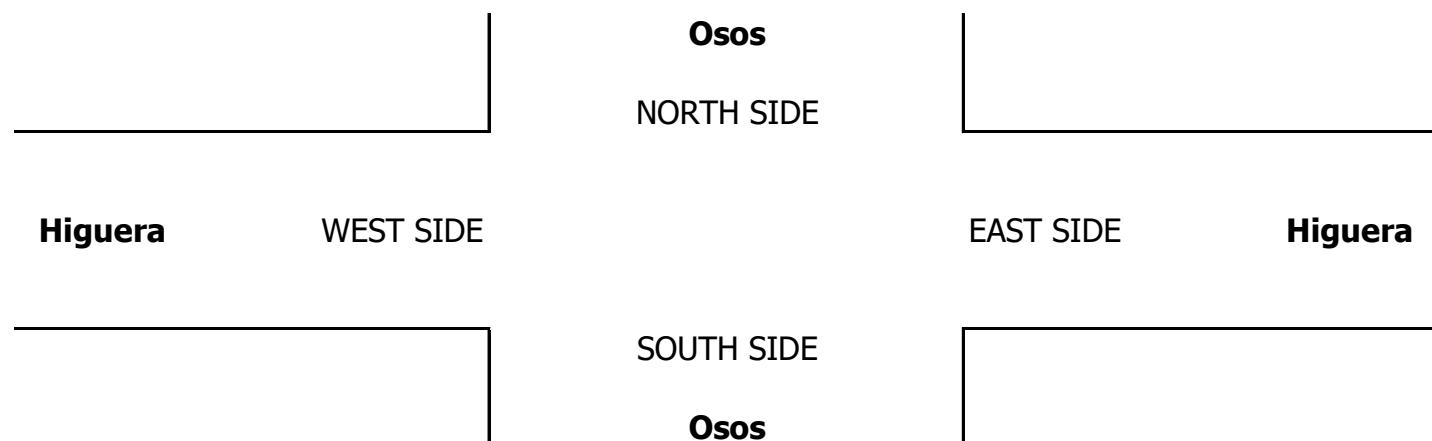 Osos
NORTH SIDE
Higuera WEST SIDE EAST SIDE Higuera
SOUTH SIDE
Osos